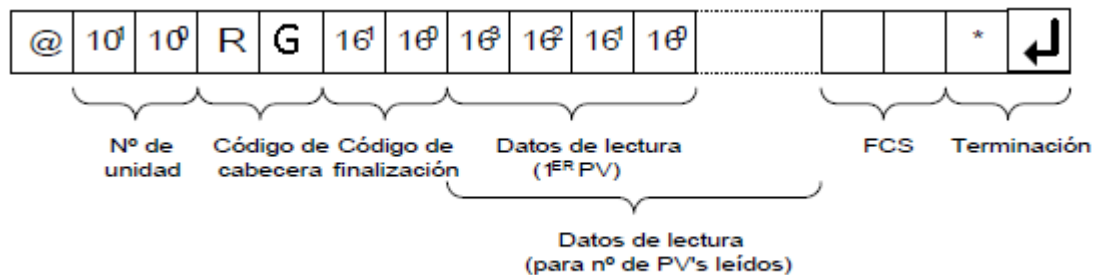 @ 10¹ 10⁰ R G 16¹ 16⁰ 16³ 16² 16¹ 16⁰ * ↵
Nº de unidad
Código de cabecera
Código de finalización
Datos de lectura
(1ᴱᴿ PV)
FCS
Terminación
Datos de lectura
(para nº de PV's leídos)